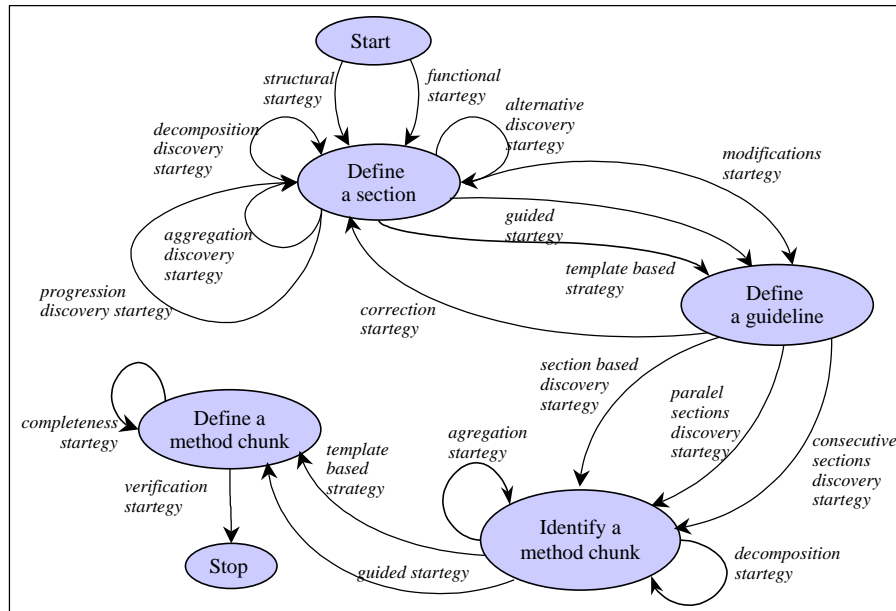 Start
structural
startegy
functional
startegy
alternative
discovery
startegy
decomposition
discovery
startegy
modifications
startegy
Define
a section
guided
startegy
aggregation
discovery
startegy
template based
strategy
progression
discovery startegy
correction
startegy
Define
a guideline
section based
discovery
startegy
paralel
sections
discovery
startegy
consecutive
sections
discovery
startegy
completeness
startegy
Define a
method chunk
template
based
strategy
agregation
startegy
verification
startegy
Identify a
method chunk
decomposition
startegy
Stop
guided startegy